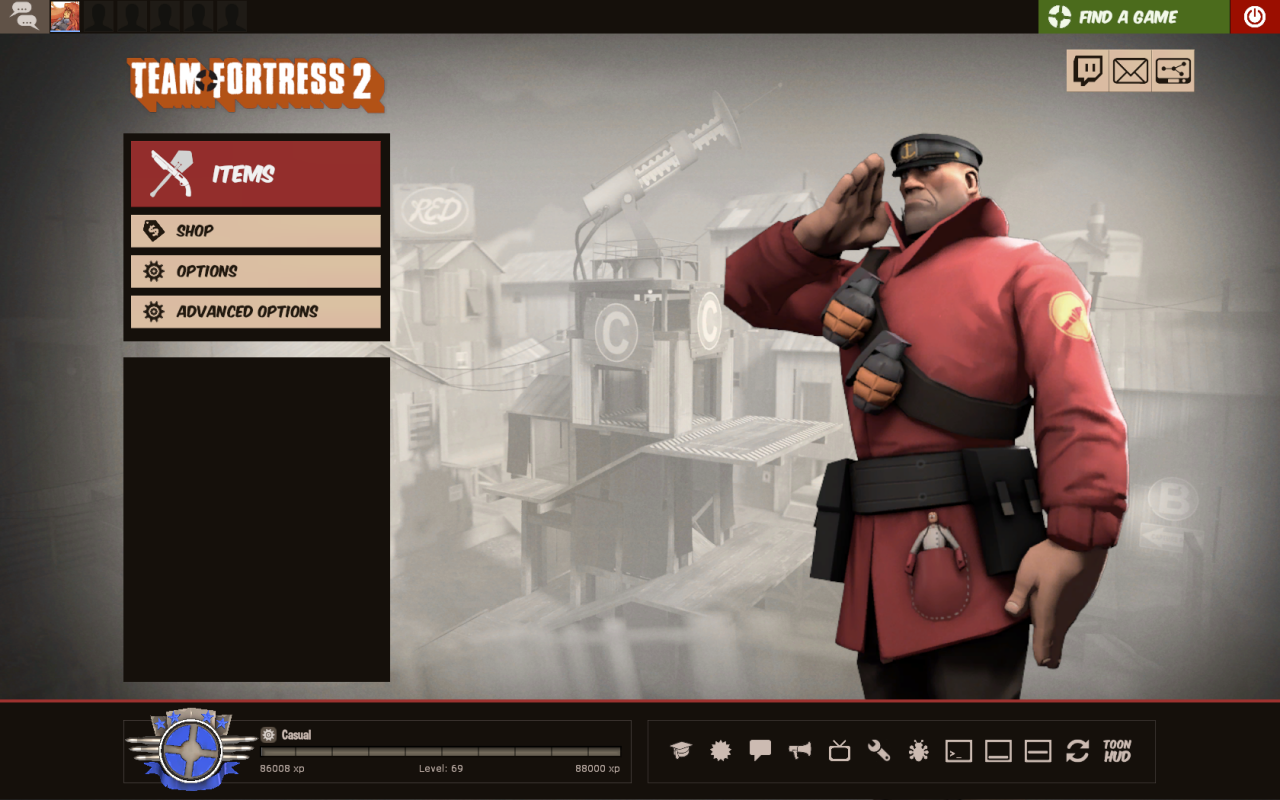 FIND A GAME
TEAM FORTRESS 2
ITEMS
SHOP
OPTIONS
ADVANCED OPTIONS
RED
C
C
B
Casual
86008 xp
Level: 69
88000 xp
>_
TOON
HUD